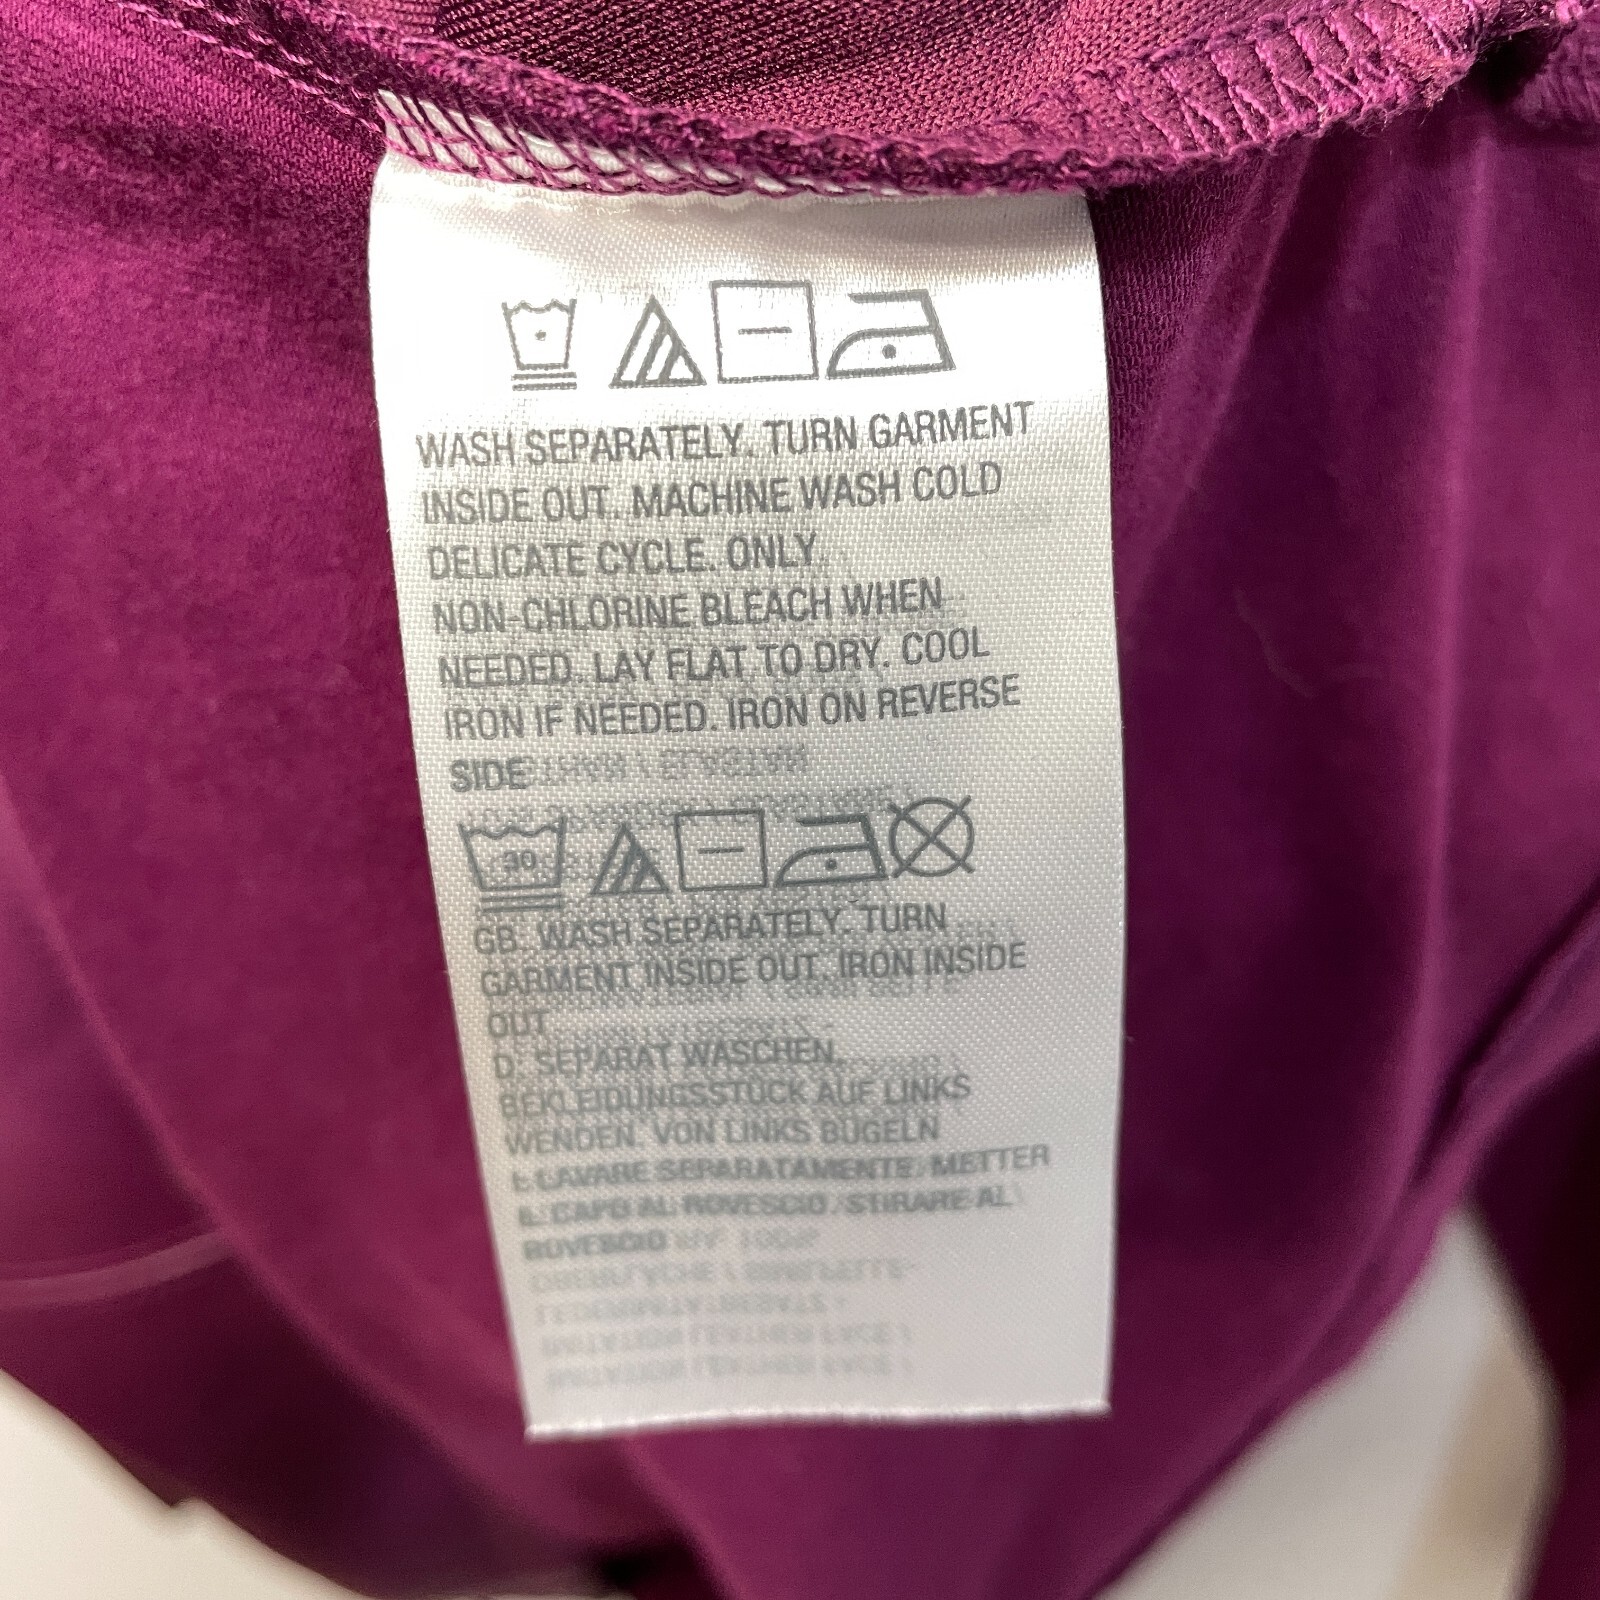 WASH SEPARATELY. TURN GARMENT
INSIDE OUT. MACHINE WASH COLD
DELICATE CYCLE. ONLY.
NON-CHLORINE BLEACH WHEN
NEEDED. LAY FLAT TO DRY. COOL
IRON IF NEEDED. IRON ON REVERSE
SIDE
30
GB. WASH SEPARATELY. TURN
GARMENT INSIDE OUT. IRON INSIDE
OUT
D: SEPARAT WASCHEN.
BEKLEIDUNGSSTÜCK AUF LINKS
WENDEN. VON LINKS BÜGELN
I: LAVARE SEPARATAMENTE. METTER
IL CAPO AL ROVESCIO. STIRARE AL
ROVESCIO